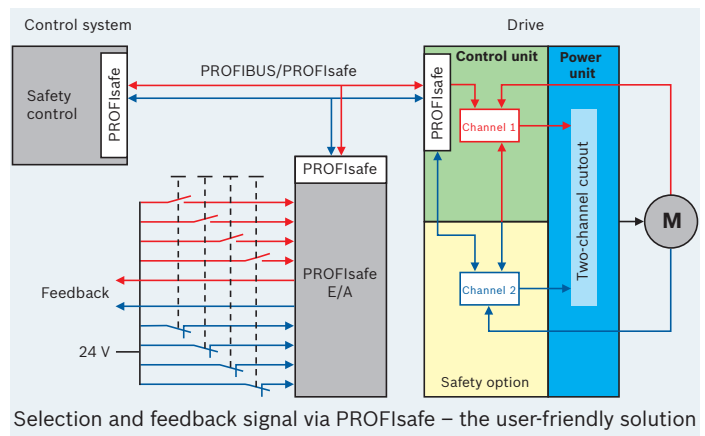 Control system
Drive
Safety
control
PROFIsafe
PROFIBUS/PROFIsafe
PROFIsafe
Control unit
Power
unit
Channel 1
Two-channel cutout
M
PROFIsafe
PROFIsafe
E/A
Feedback
24 V
Channel 2
Safety option
Selection and feedback signal via PROFIsafe – the user-friendly solution